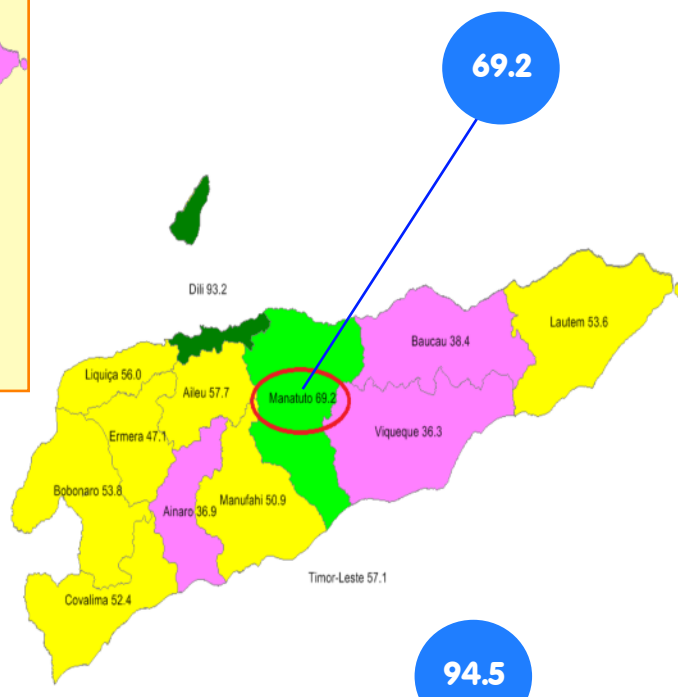 69.2
Dili 93.2
Lautem 53.6
Baucau 38.4
Liquiça 56.0
Aileu 57.7
Manatuto 69.2
Ermera 47.1
Viqueque 36.3
Bobonaro 53.8
Manufahi 50.9
Ainaro 36.9
Timor-Leste 57.1
Covalima 52.4
94.5